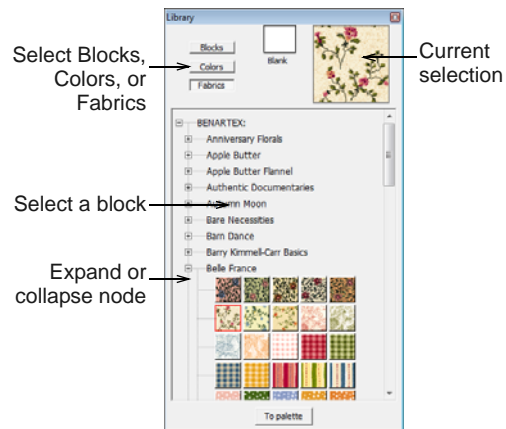 Library
Select Blocks,
Colors, or
Fabrics
Blocks
Colors
Fabrics
Blank
Current
selection
BENARTEX:
Anniversary Florals
Apple Butter
Apple Butter Flannel
Authentic Documentaries
Select a block
Autumn Moon
Bare Necessities
Barn Dance
Barry Kimmell-Carr Basics
Expand or
collapse node
Belle France
To palette